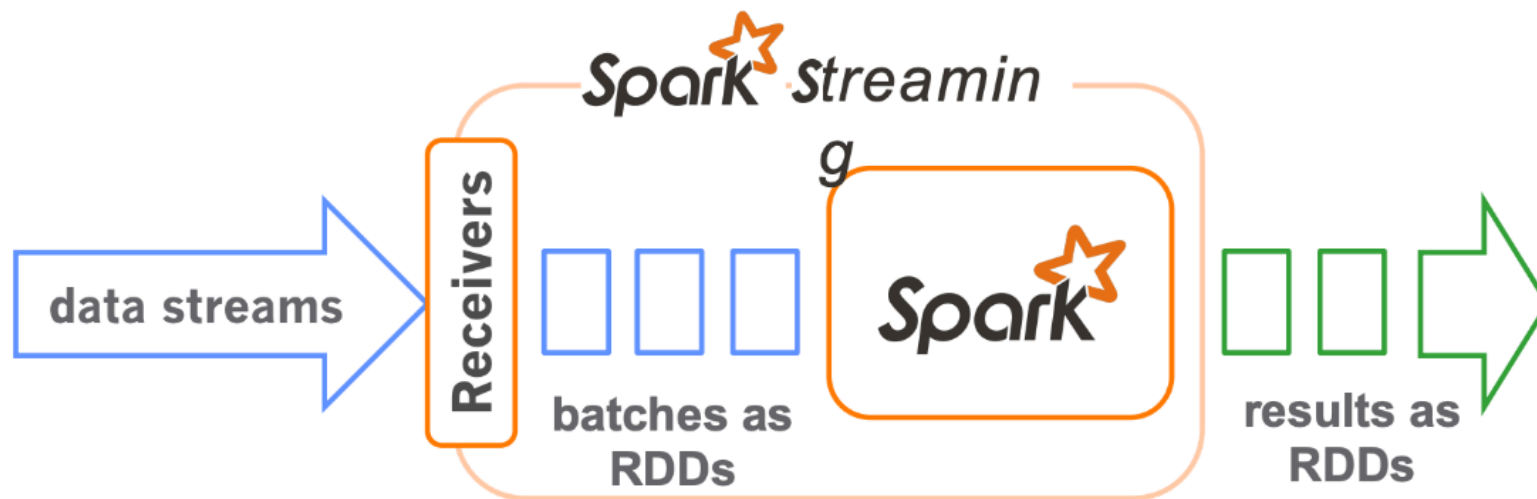 Spark Streamin
g
data streams
Receivers
batches as
RDDs
Spark
results as
RDDs